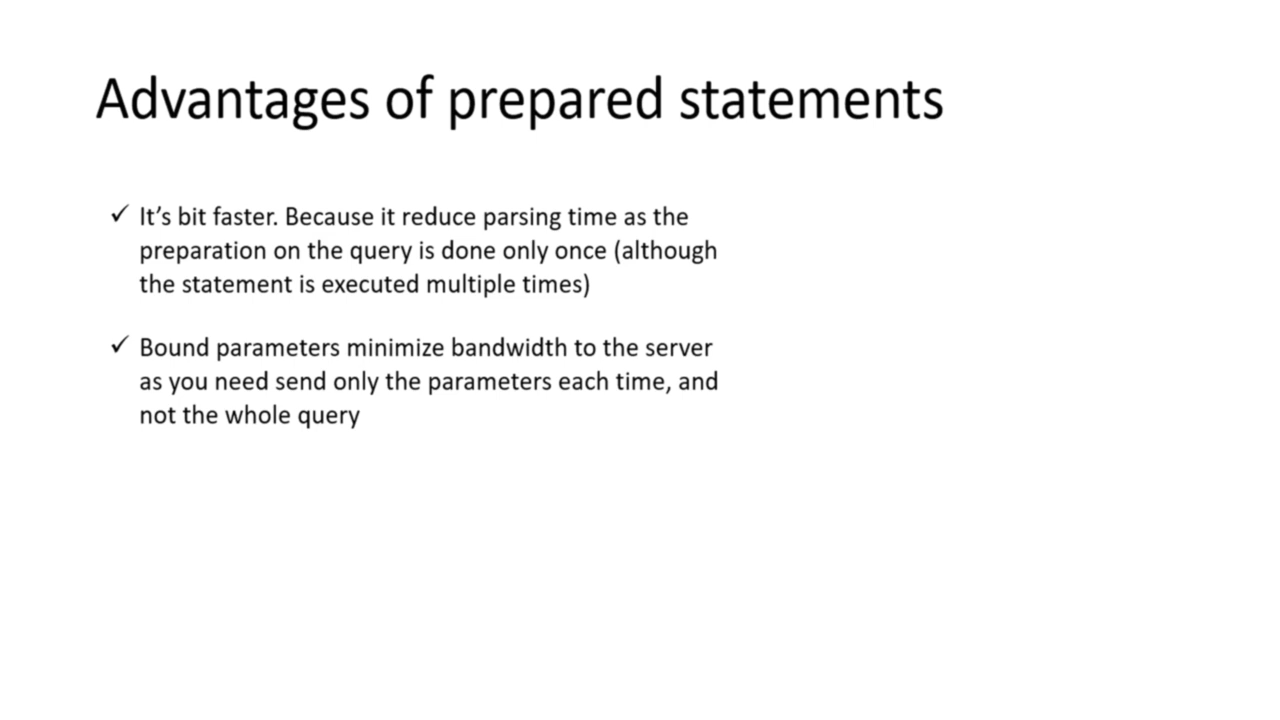 Advantages of prepared statements
✓ It’s bit faster. Because it reduce parsing time as the
preparation on the query is done only once (although
the statement is executed multiple times)
✓ Bound parameters minimize bandwidth to the server
as you need send only the parameters each time, and
not the whole query